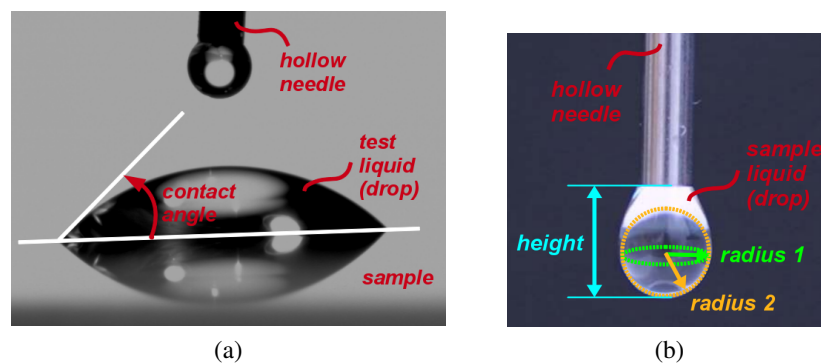 hollow
needle
test
liquid
(drop)
contact
angle
sample
(a)
hollow
needle
sample
liquid
(drop)
height
radius 1
radius 2
(b)